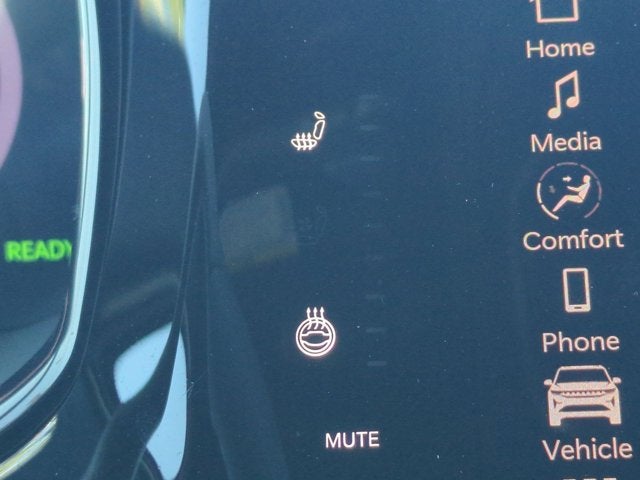 Home
Media
READY
Comfort
Phone
MUTE
Vehicle